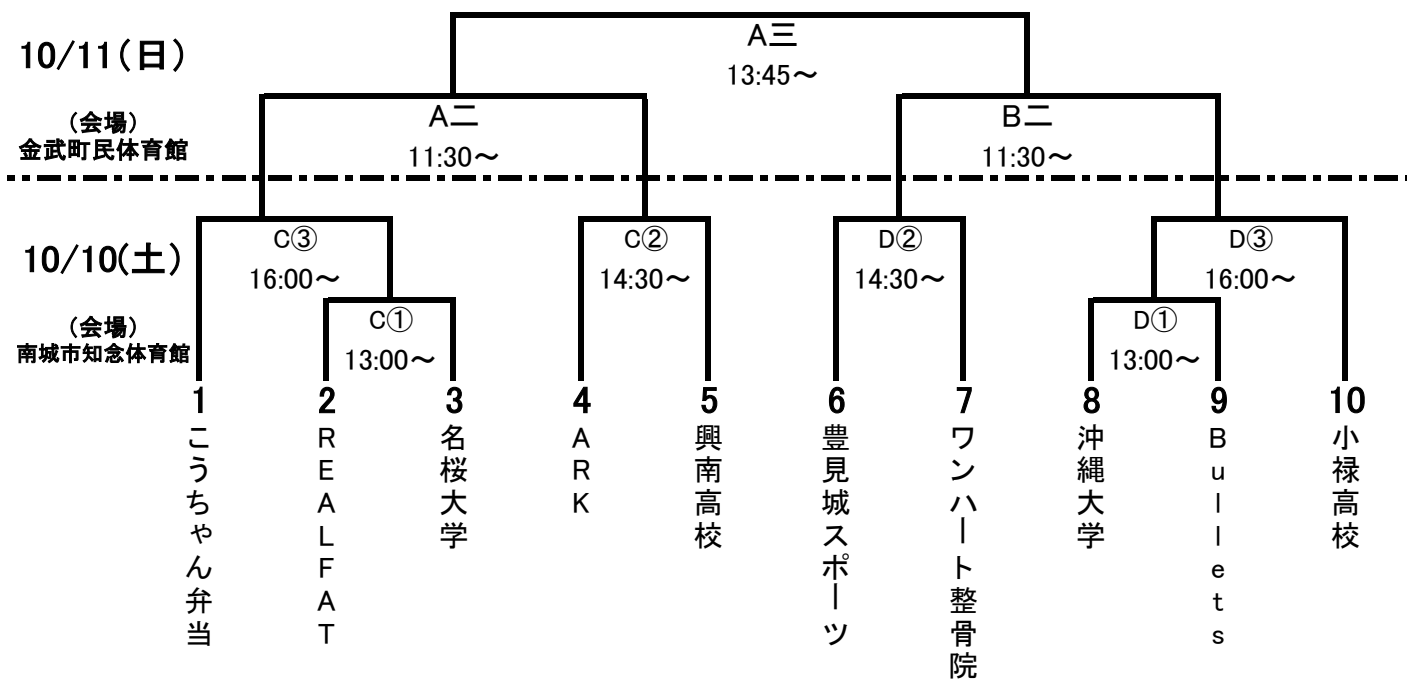 A三
10/11(日)
13:45～
(会場)
金武町民体育館
A二
11:30～
B二
11:30～
10/10(土)
(会場)
南城市知念体育館
C③
16:00～
C②
14:30～
D②
14:30～
D③
16:00～
C①
13:00～
D①
13:00～
1
こうちゃん弁当
2
REALFAT
3
名桜大学
4
ARK
5
興南高校
6
豊見城スポーツ
7
ワンハート整骨院
8
沖縄大学
9
Bullets
10
小禄高校